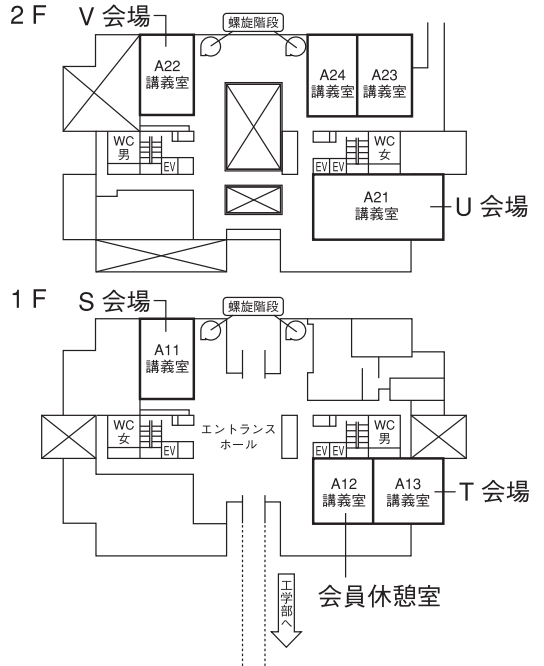 2F V会場
螺旋階段
A22
講義室
A24
講義室
A23
講義室
WC
男
EV
EV
EV
WC
女
A21
講義室
U会場
1F S会場
螺旋階段
A11
講義室
WC
女
EV
エントランス
ホール
EV
EV
WC
男
A12
講義室
A13
講義室
T会場
会員休憩室
工学部へ